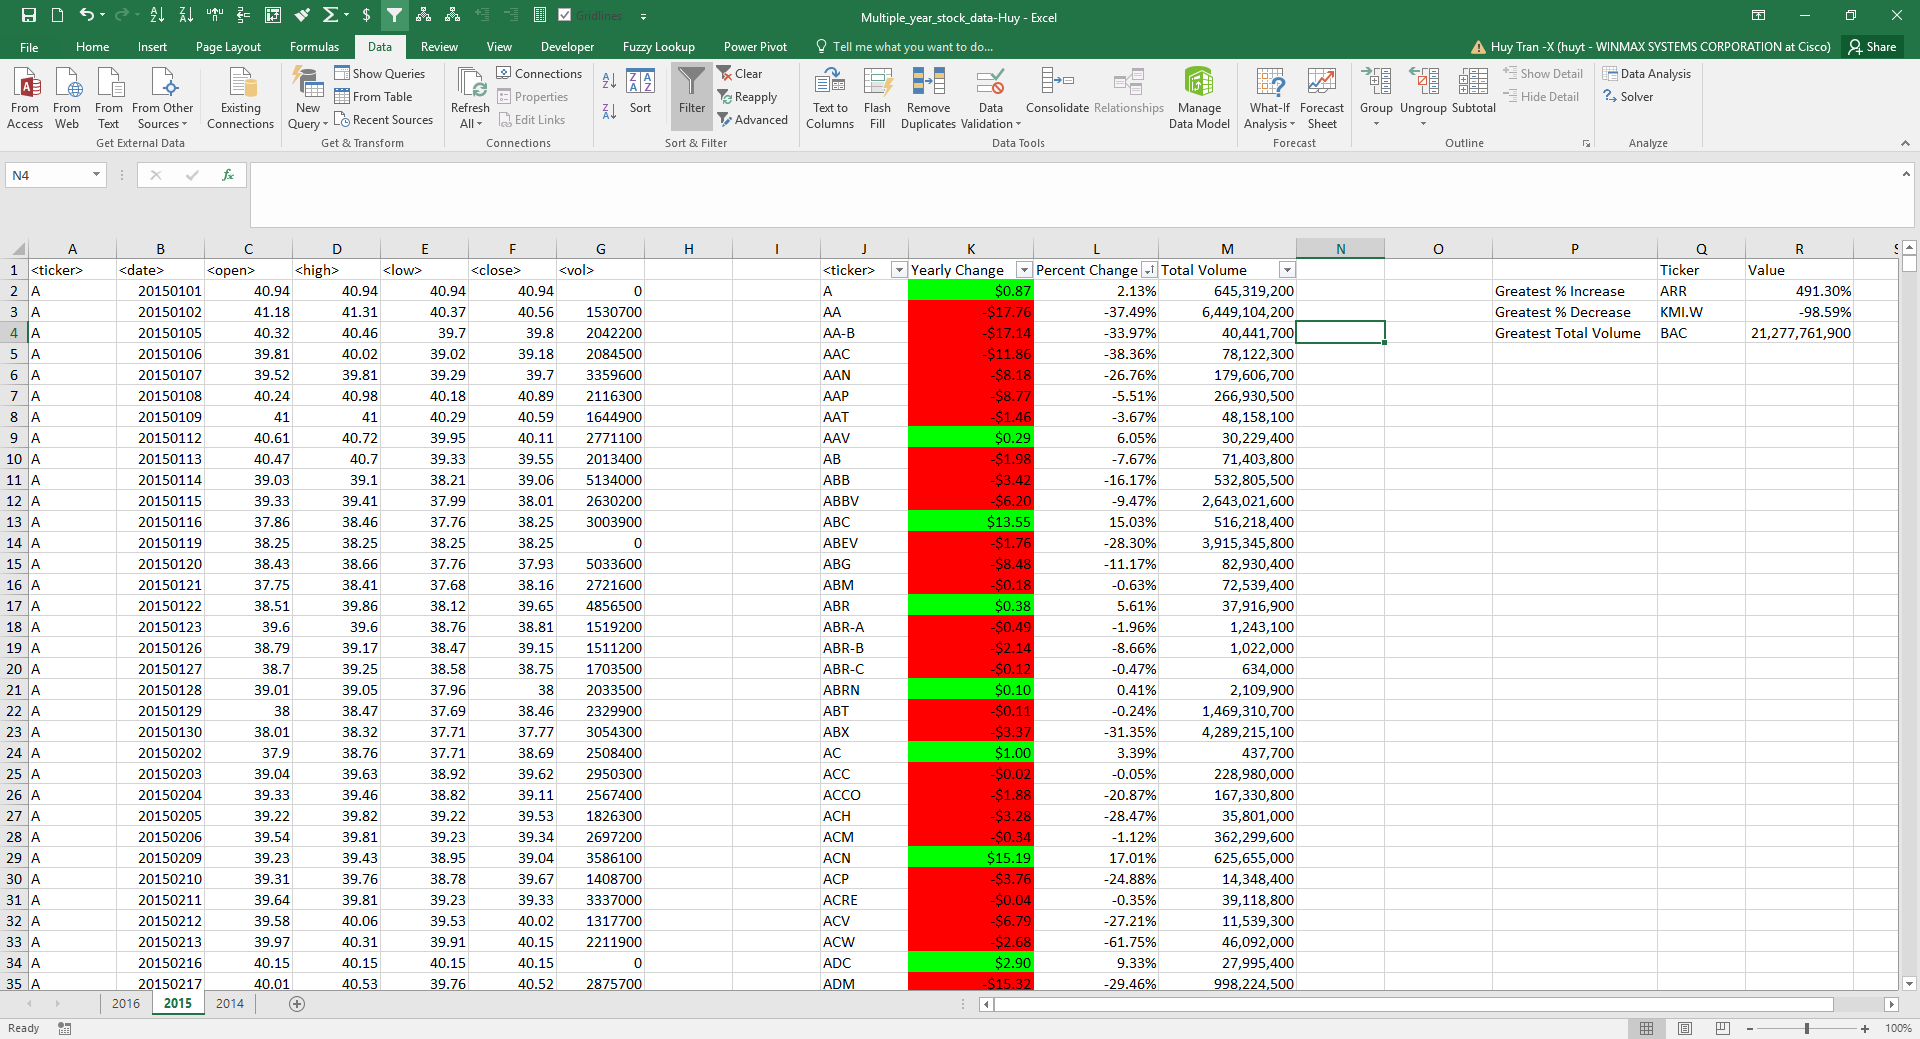 Gridlines
Multiple_year_stock_data-Huy - Excel
File Home Insert Page Layout Formulas Data Review View Developer Fuzzy Lookup Power Pivot Tell me what you want to do...
Huy Tran -X (huyt - WINMAX SYSTEMS CORPORATION at Cisco) Share
From Access From Web From Text From Other Sources Existing Connections
Get External Data
New Query Show Queries From Table Recent Sources
Get & Transform
Refresh All Connections Properties Edit Links
Connections
Sort Filter Clear Reapply Advanced
Sort & Filter
Text to Columns Flash Fill Remove Duplicates Data Validation Consolidate Relationships Manage Data Model
Data Tools
What-If Analysis Forecast Sheet
Forecast
Group Ungroup Subtotal Show Detail Hide Detail
Outline
Data Analysis Solver
Analyze
N4 fx
A B C D E F G H I J K L M N O P Q R S
1 <ticker> <date> <open> <high> <low> <close> <vol> <ticker> Yearly Change Percent Change Total Volume Ticker Value
2 A 20150101 40.94 40.94 40.94 40.94 0 A $0.87 2.13% 645,319,200 Greatest % Increase ARR 491.30%
3 A 20150102 41.18 41.31 40.37 40.56 1530700 AA -$17.76 -37.49% 6,449,104,200 Greatest % Decrease KMI.W -98.59%
4 A 20150105 40.32 40.46 39.7 39.8 2042200 AA-B -$17.14 -33.97% 40,441,700 Greatest Total Volume BAC 21,277,761,900
5 A 20150106 39.81 40.02 39.02 39.18 2084500 AAC -$11.86 -38.36% 78,122,300
6 A 20150107 39.52 39.81 39.29 39.7 3359600 AAN -$8.18 -26.76% 179,606,700
7 A 20150108 40.24 40.98 40.18 40.89 2116300 AAP -$8.77 -5.51% 266,930,500
8 A 20150109 41 41 40.29 40.59 1644900 AAT -$1.46 -3.67% 48,158,100
9 A 20150112 40.61 40.72 39.95 40.11 2771100 AAV $0.29 6.05% 30,229,400
10 A 20150113 40.47 40.7 39.33 39.55 2013400 AB -$1.98 -7.67% 71,403,800
11 A 20150114 39.03 39.1 38.21 39.06 5134000 ABB -$3.42 -16.17% 532,805,500
12 A 20150115 39.33 39.41 37.99 38.01 2630200 ABBV -$6.20 -9.47% 2,643,021,600
13 A 20150116 37.86 38.46 37.76 38.25 3003900 ABC $13.55 15.03% 516,218,400
14 A 20150119 38.25 38.25 38.25 38.25 0 ABEV -$1.76 -28.30% 3,915,345,800
15 A 20150120 38.43 38.66 37.76 37.93 5033600 ABG -$8.48 -11.17% 82,930,400
16 A 20150121 37.75 38.41 37.68 38.16 2721600 ABM -$0.18 -0.63% 72,539,400
17 A 20150122 38.51 39.86 38.12 39.65 4856500 ABR $0.38 5.61% 37,916,900
18 A 20150123 39.6 39.6 38.76 38.81 1519200 ABR-A -$0.49 -1.96% 1,243,100
19 A 20150126 38.79 39.17 38.47 39.15 1511200 ABR-B -$2.14 -8.66% 1,022,000
20 A 20150127 38.7 39.25 38.58 38.75 1703500 ABR-C -$0.12 -0.47% 634,000
21 A 20150128 39.01 39.05 37.96 38 2033500 ABRN $0.10 0.41% 2,109,900
22 A 20150129 38 38.47 37.69 38.46 2329900 ABT -$0.11 -0.24% 1,469,310,700
23 A 20150130 38.01 38.32 37.71 37.77 3054300 ABX -$3.37 -31.35% 4,289,215,100
24 A 20150202 37.9 38.76 37.71 38.69 2508400 AC $1.00 3.39% 437,700
25 A 20150203 39.04 39.63 38.92 39.62 2950300 ACC -$0.02 -0.05% 228,980,000
26 A 20150204 39.33 39.46 38.82 39.11 2567400 ACCO -$1.88 -20.87% 167,330,800
27 A 20150205 39.22 39.82 39.22 39.53 1826300 ACH -$3.28 -28.47% 35,801,000
28 A 20150206 39.54 39.81 39.23 39.34 2697200 ACM -$0.34 -1.12% 362,299,600
29 A 20150209 39.23 39.43 38.95 39.04 3586100 ACN $15.19 17.01% 625,655,000
30 A 20150210 39.31 39.76 38.78 39.67 1408700 ACP -$3.76 -24.88% 14,348,400
31 A 20150211 39.64 39.81 39.23 39.33 3337000 ACRE -$0.04 -0.35% 39,118,800
32 A 20150212 39.58 40.06 39.53 40.02 1317700 ACV -$6.79 -27.21% 11,539,300
33 A 20150213 39.97 40.31 39.91 40.15 2211900 ACW -$2.68 -61.75% 46,092,000
34 A 20150216 40.15 40.15 40.15 40.15 0 ADC $2.90 9.33% 27,995,400
35 A 20150217 40.01 40.53 39.76 40.52 2875700 ADM -$15.32 -29.46% 998,224,500
2016 2015 2014
Ready 100%